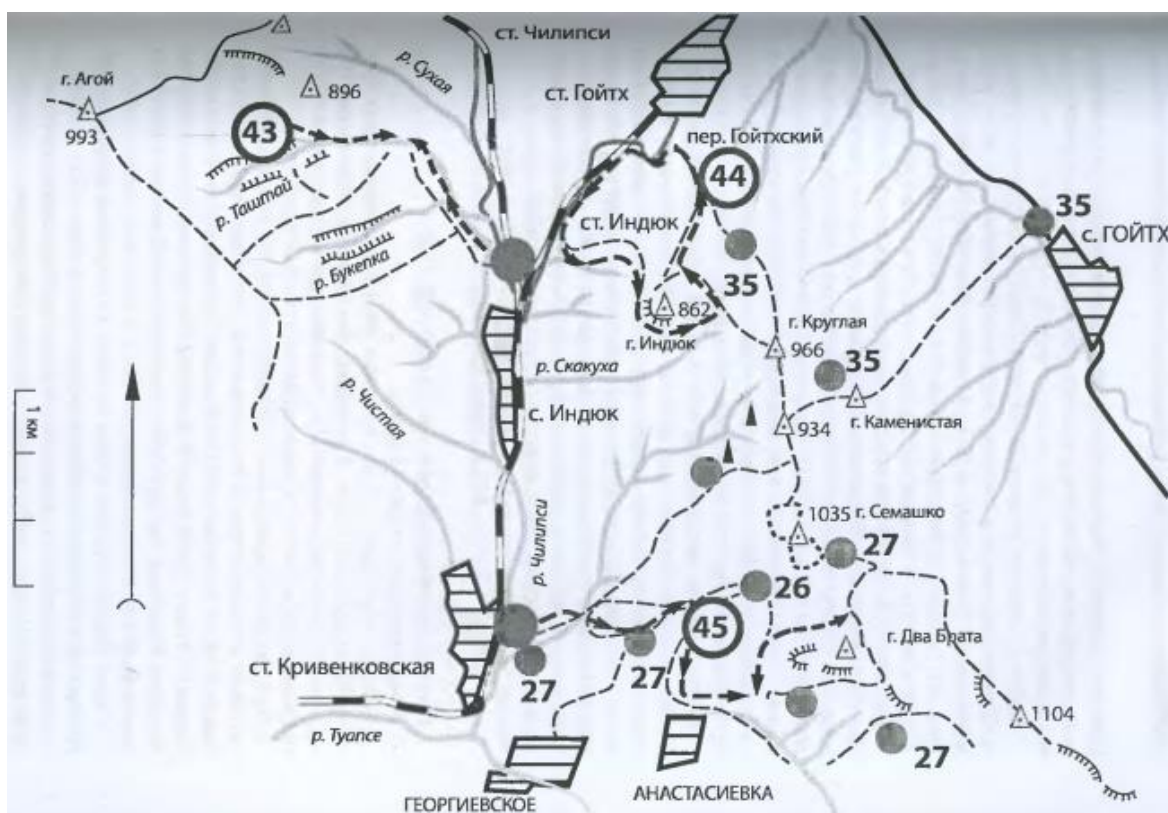 ст. Чилипси
р. Сухая
г. Агой
896
993
43
ст. Гойтх
пер. Гойтхский
44
р. Таштай
р. Букепка
ст. Индюк
35
с. ГОЙТХ
35
862
г. Индюк
г. Круглая
966
35
р. Скакуха
р. Чистая
с. Индюк
934
г. Каменистая
1 км
р. Чилипси
1035
г. Семашко
27
26
45
г. Два Брата
ст. Кривенковская
27
27
1104
27
р. Туапсе
ГЕОРГИЕВСКОЕ
АНАСТАСИЕВКА